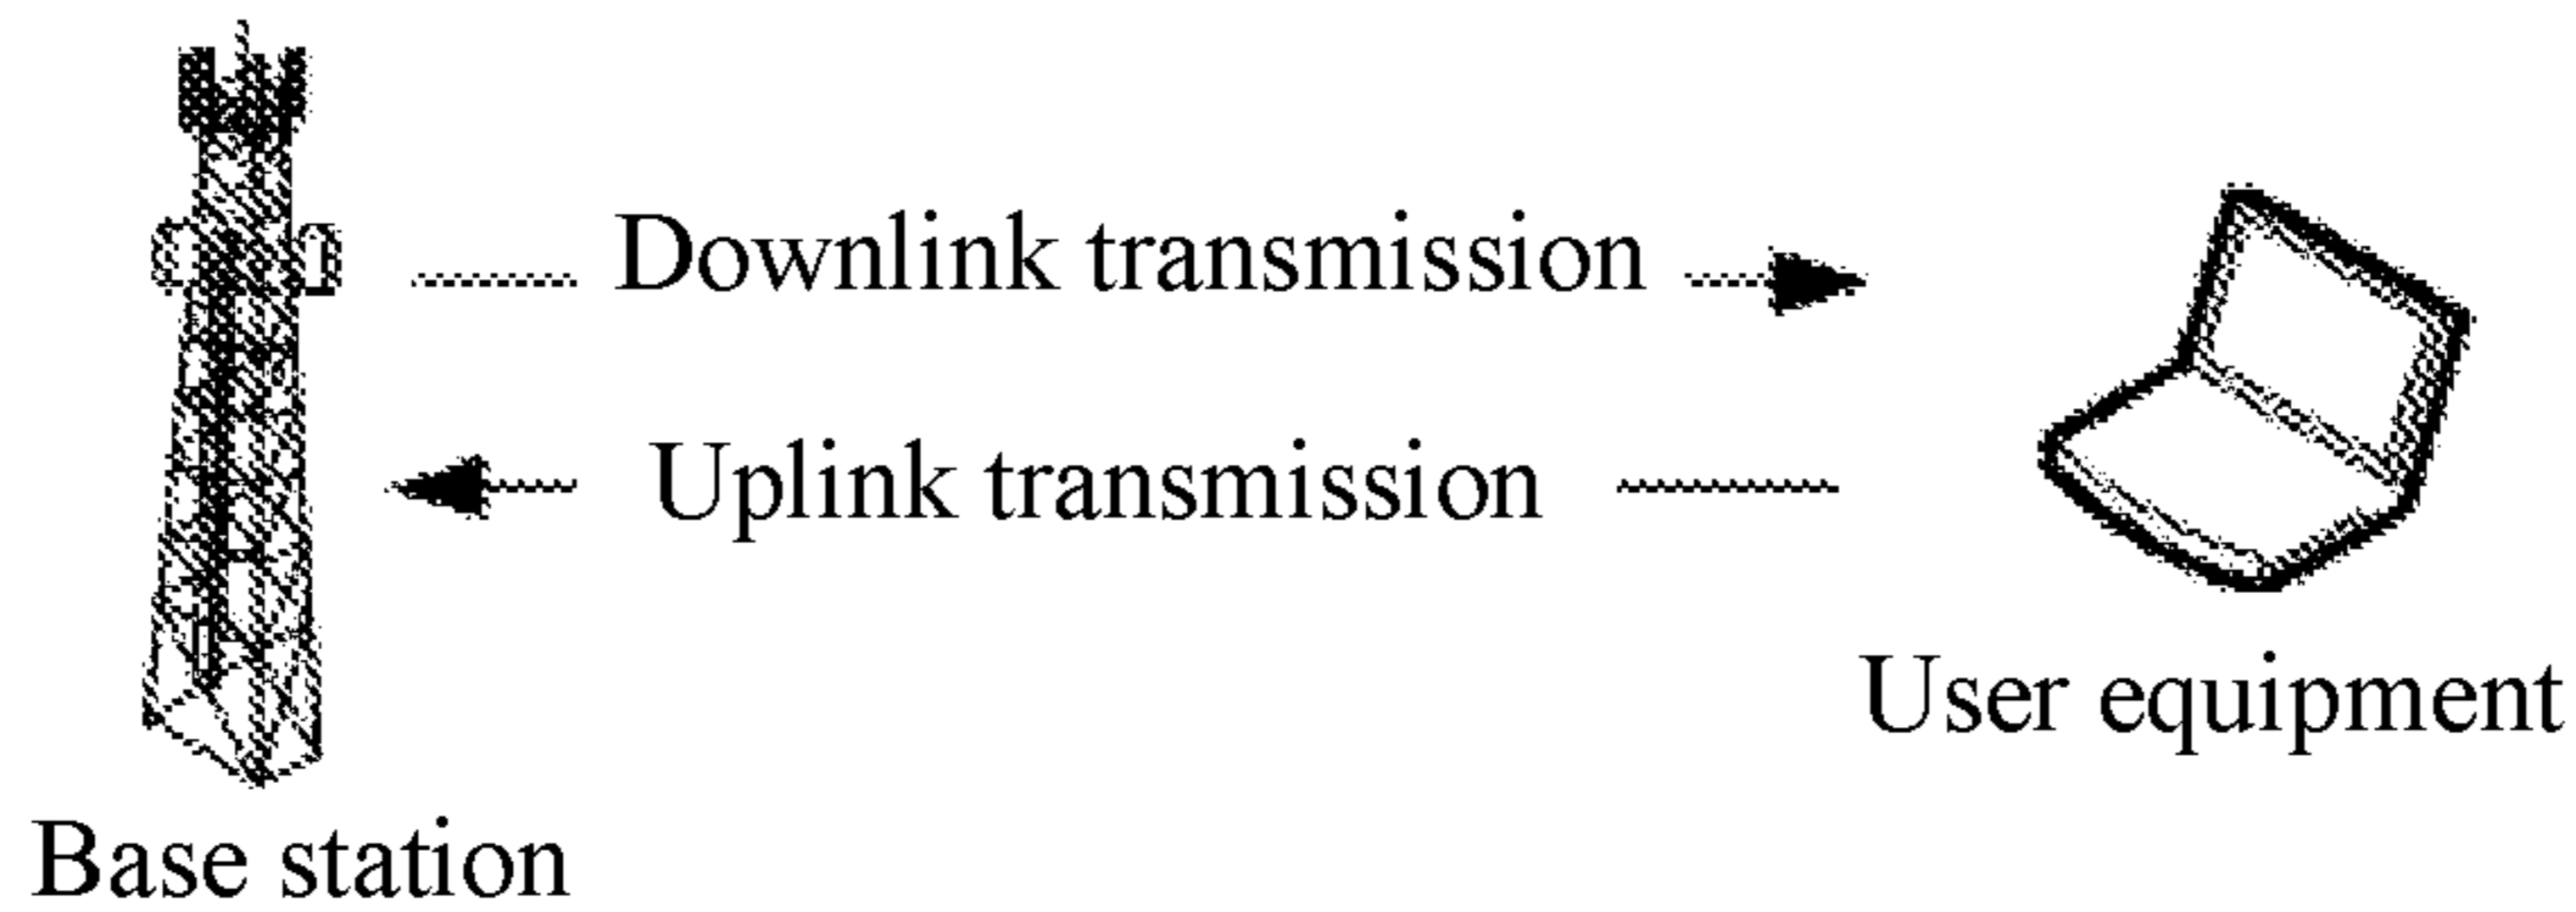 Downlink transmission
Uplink transmission
User equipment
Base station